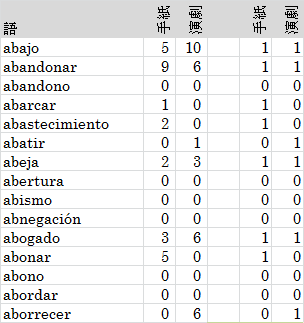 語 手紙 演劇 手紙 演劇
abajo 5 10 1 1
abandonar 9 6 1 1
abandono 0 0 0 0
abarcar 1 0 1 0
abastecimiento 2 0 1 0
abatir 0 1 0 1
abeja 2 3 1 1
abertura 0 0 0 0
abismo 0 0 0 0
abnegación 0 0 0 0
abogado 3 6 1 1
abonar 5 0 1 0
abono 0 0 0 0
abordar 0 0 0 0
aborrecer 0 6 0 1